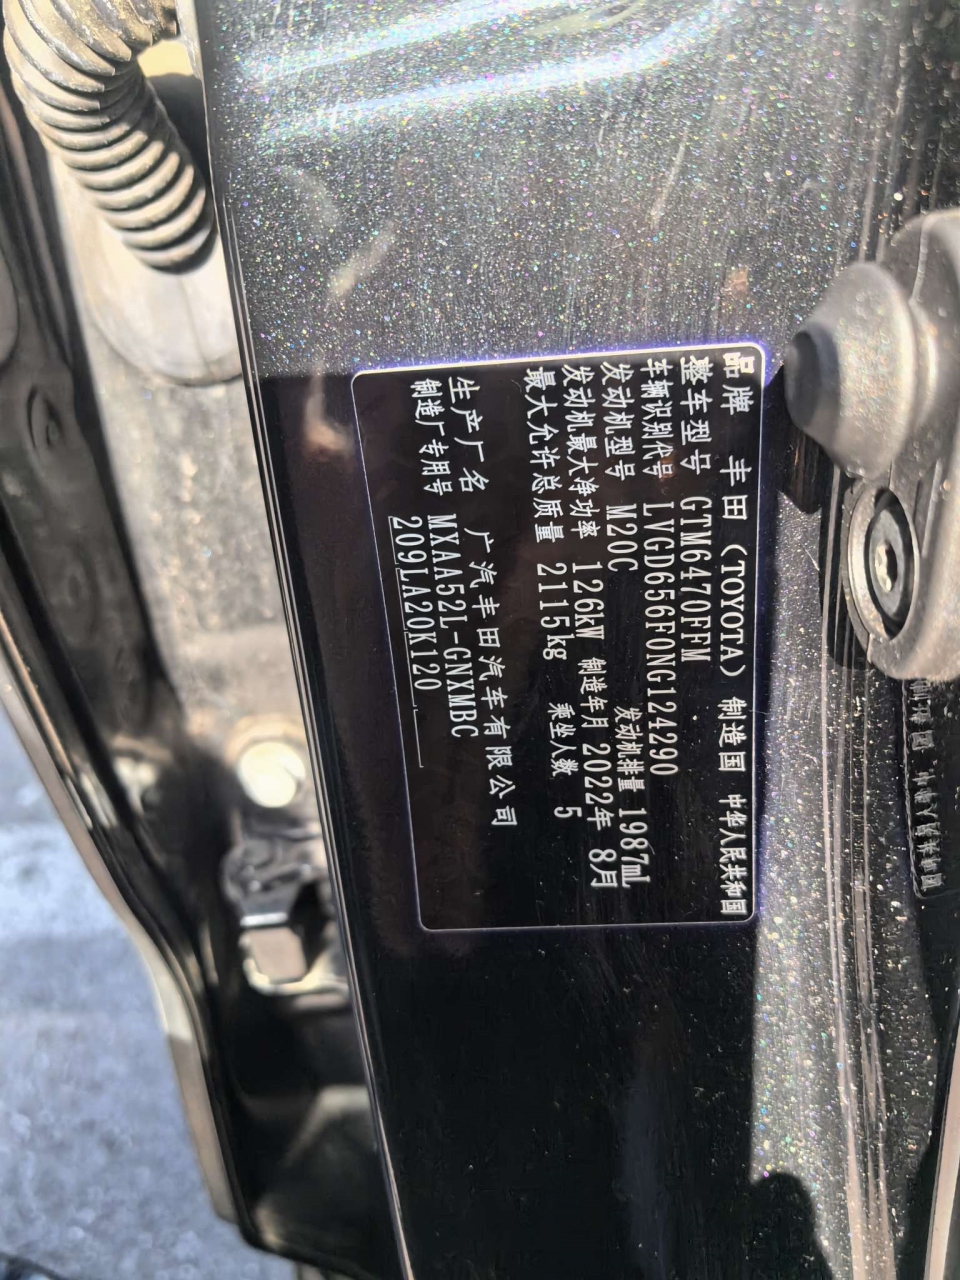 品牌 丰田（TOYOTA） 制造国 中华人民共和国
整车型号 GTM6470FFM
车辆识别代号 LVGD656F0NG124290
发动机型号 M20C 发动机排量 1987mL
发动机最大净功率 126kW 制造年月 2022年 8月
最大允许总质量 2115kg 乘坐人数 5
生产厂名 广汽丰田汽车有限公司
制造厂专用号 MXAA52L-GNXMBC
209LA20K120